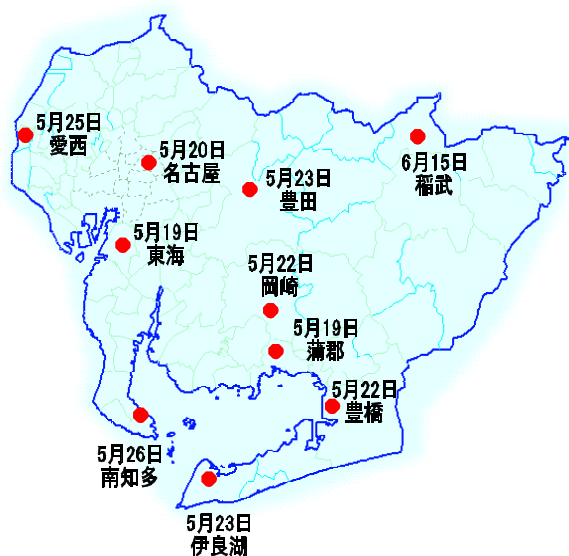 5月25日
愛西
5月20日
名古屋
6月15日
稲武
5月23日
豊田
5月19日
東海
5月22日
岡崎
5月19日
蒲郡
5月22日
豊橋
5月26日
南知多
5月23日
伊良湖